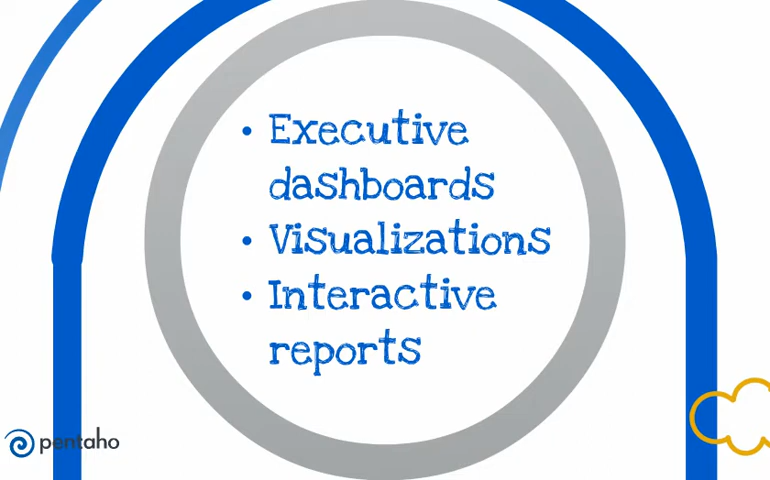 • Executive
dashboards
• Visualizations
• Interactive
reports
pentaho